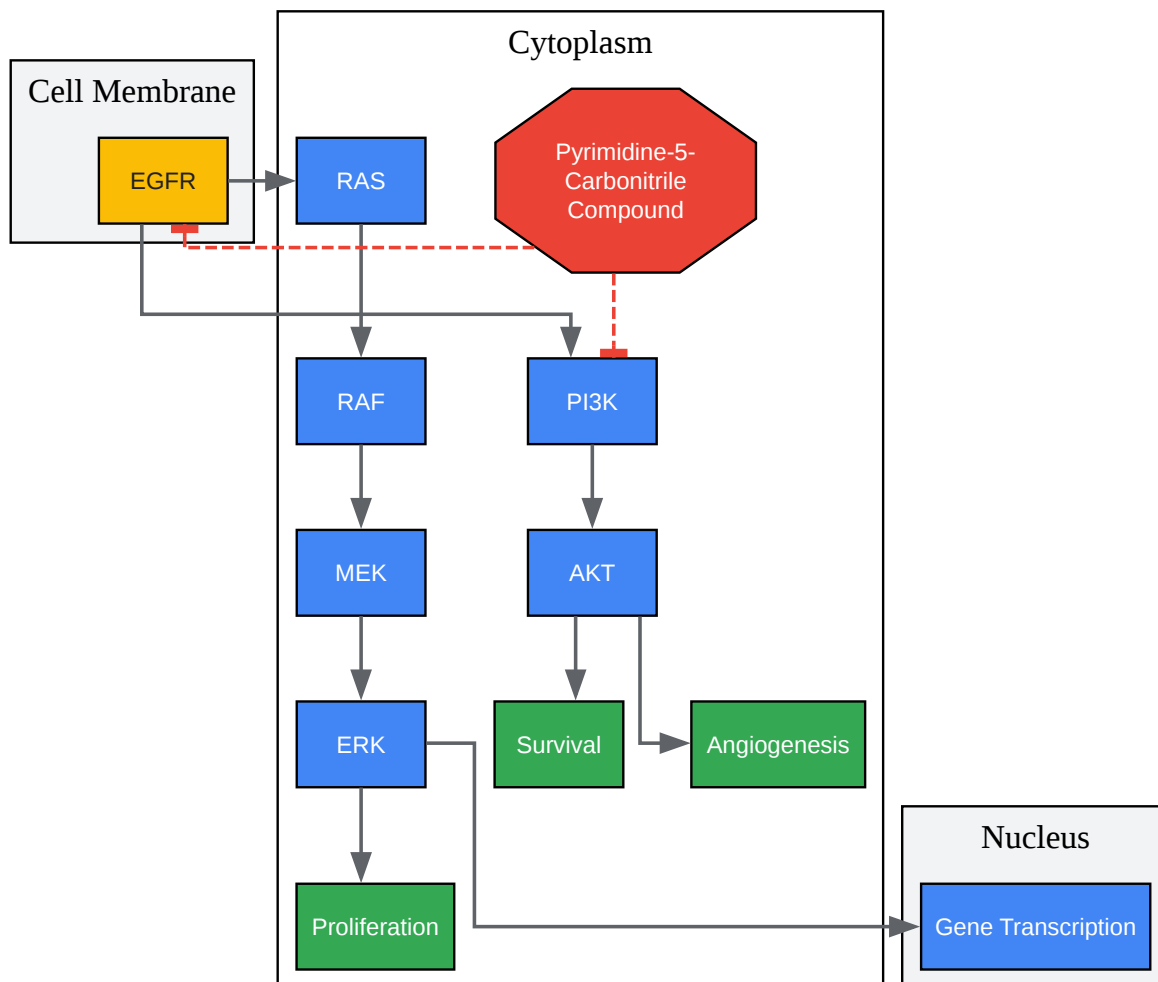 Cytoplasm
Cell Membrane
EGFR
RAS
Pyrimidine-5-
Carbonitrile
Compound
RAF
PI3K
MEK
AKT
ERK
Survival
Angiogenesis
Nucleus
Proliferation
Gene Transcription